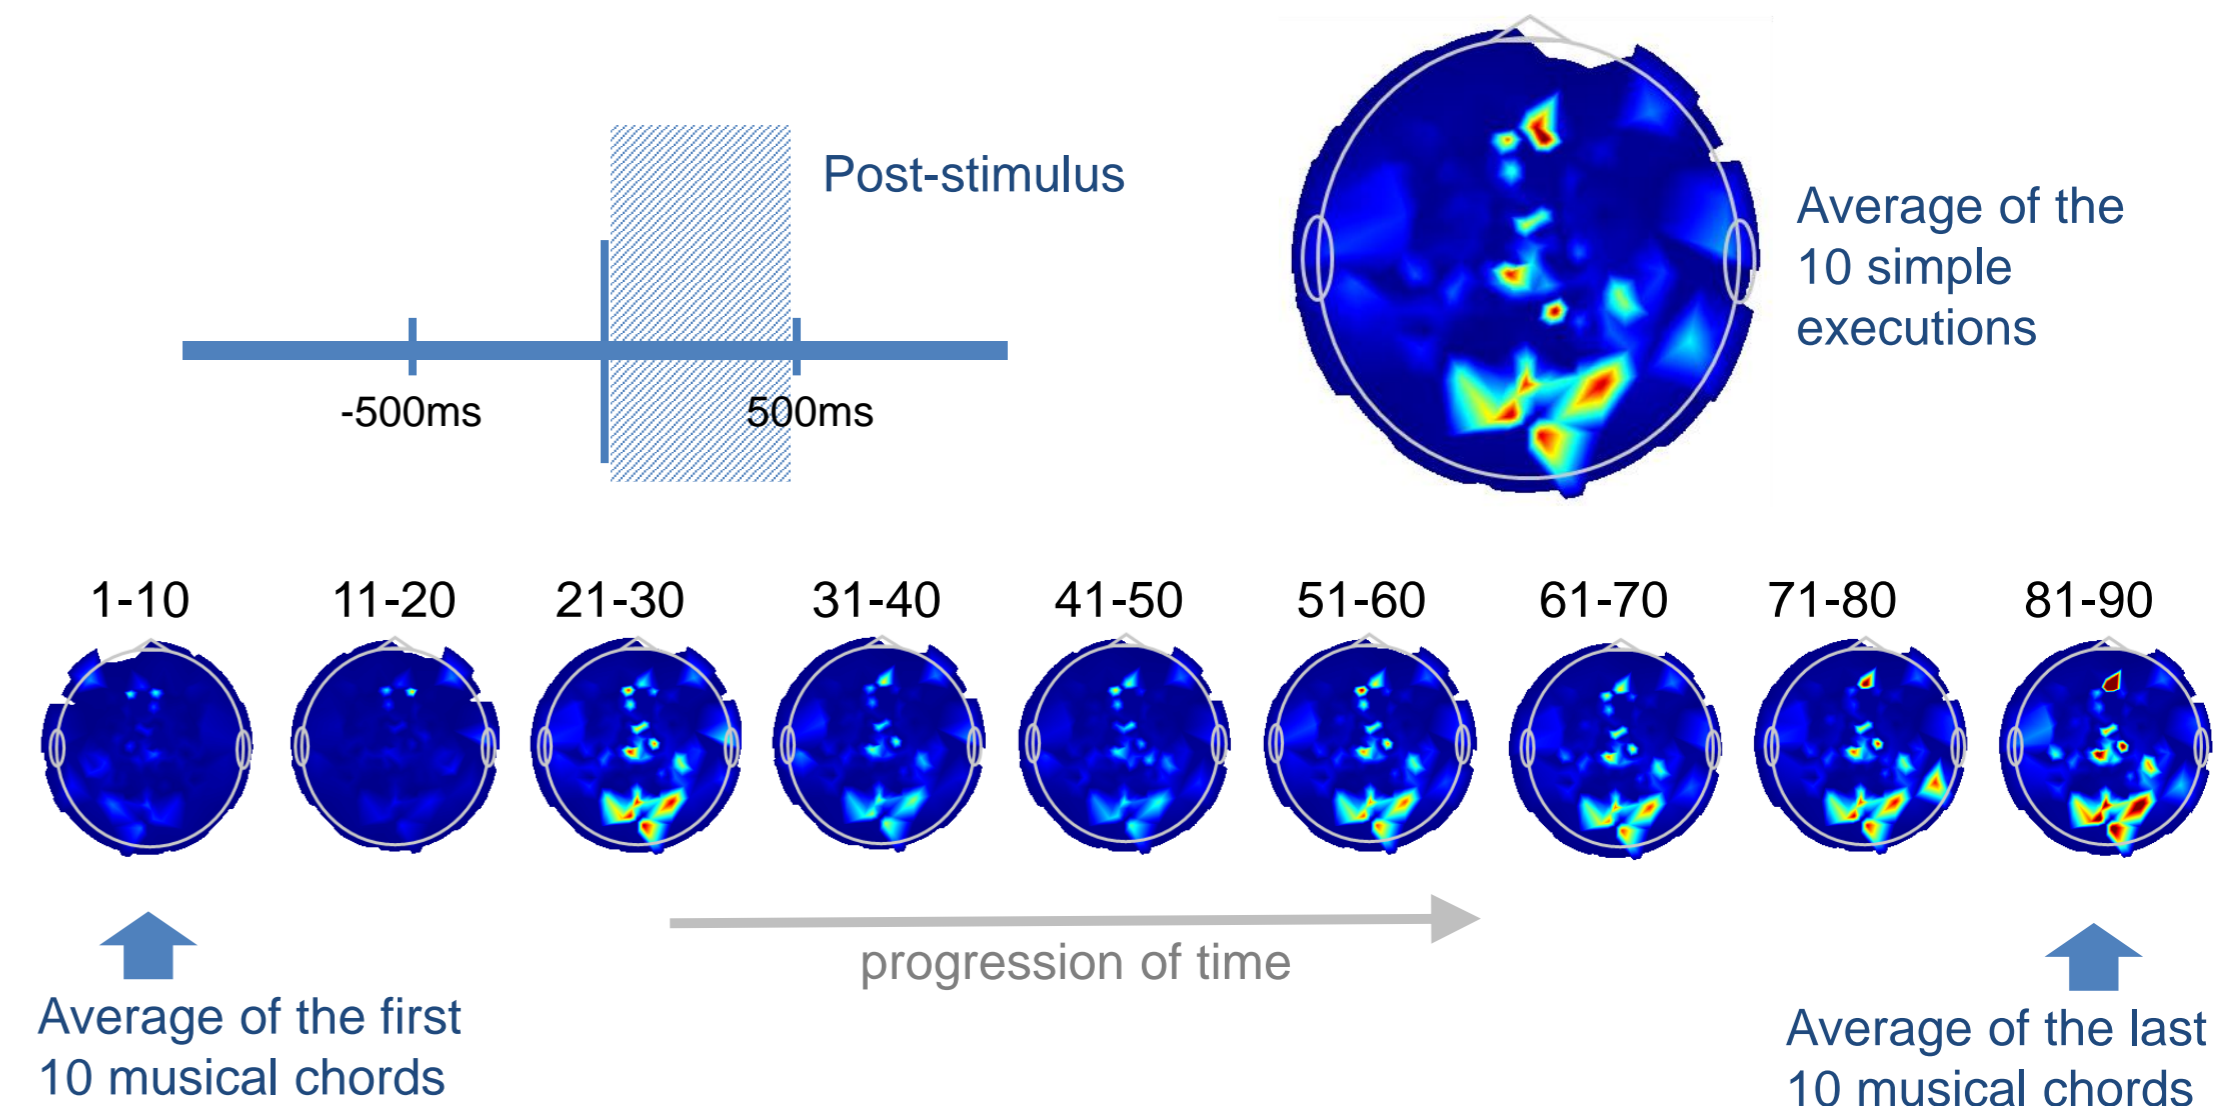 Post-stimulus
-500ms
500ms
Average of the
10 simple
executions
1-10
11-20
21-30
31-40
41-50
51-60
61-70
71-80
81-90
progression of time
Average of the first
10 musical chords
Average of the last
10 musical chords